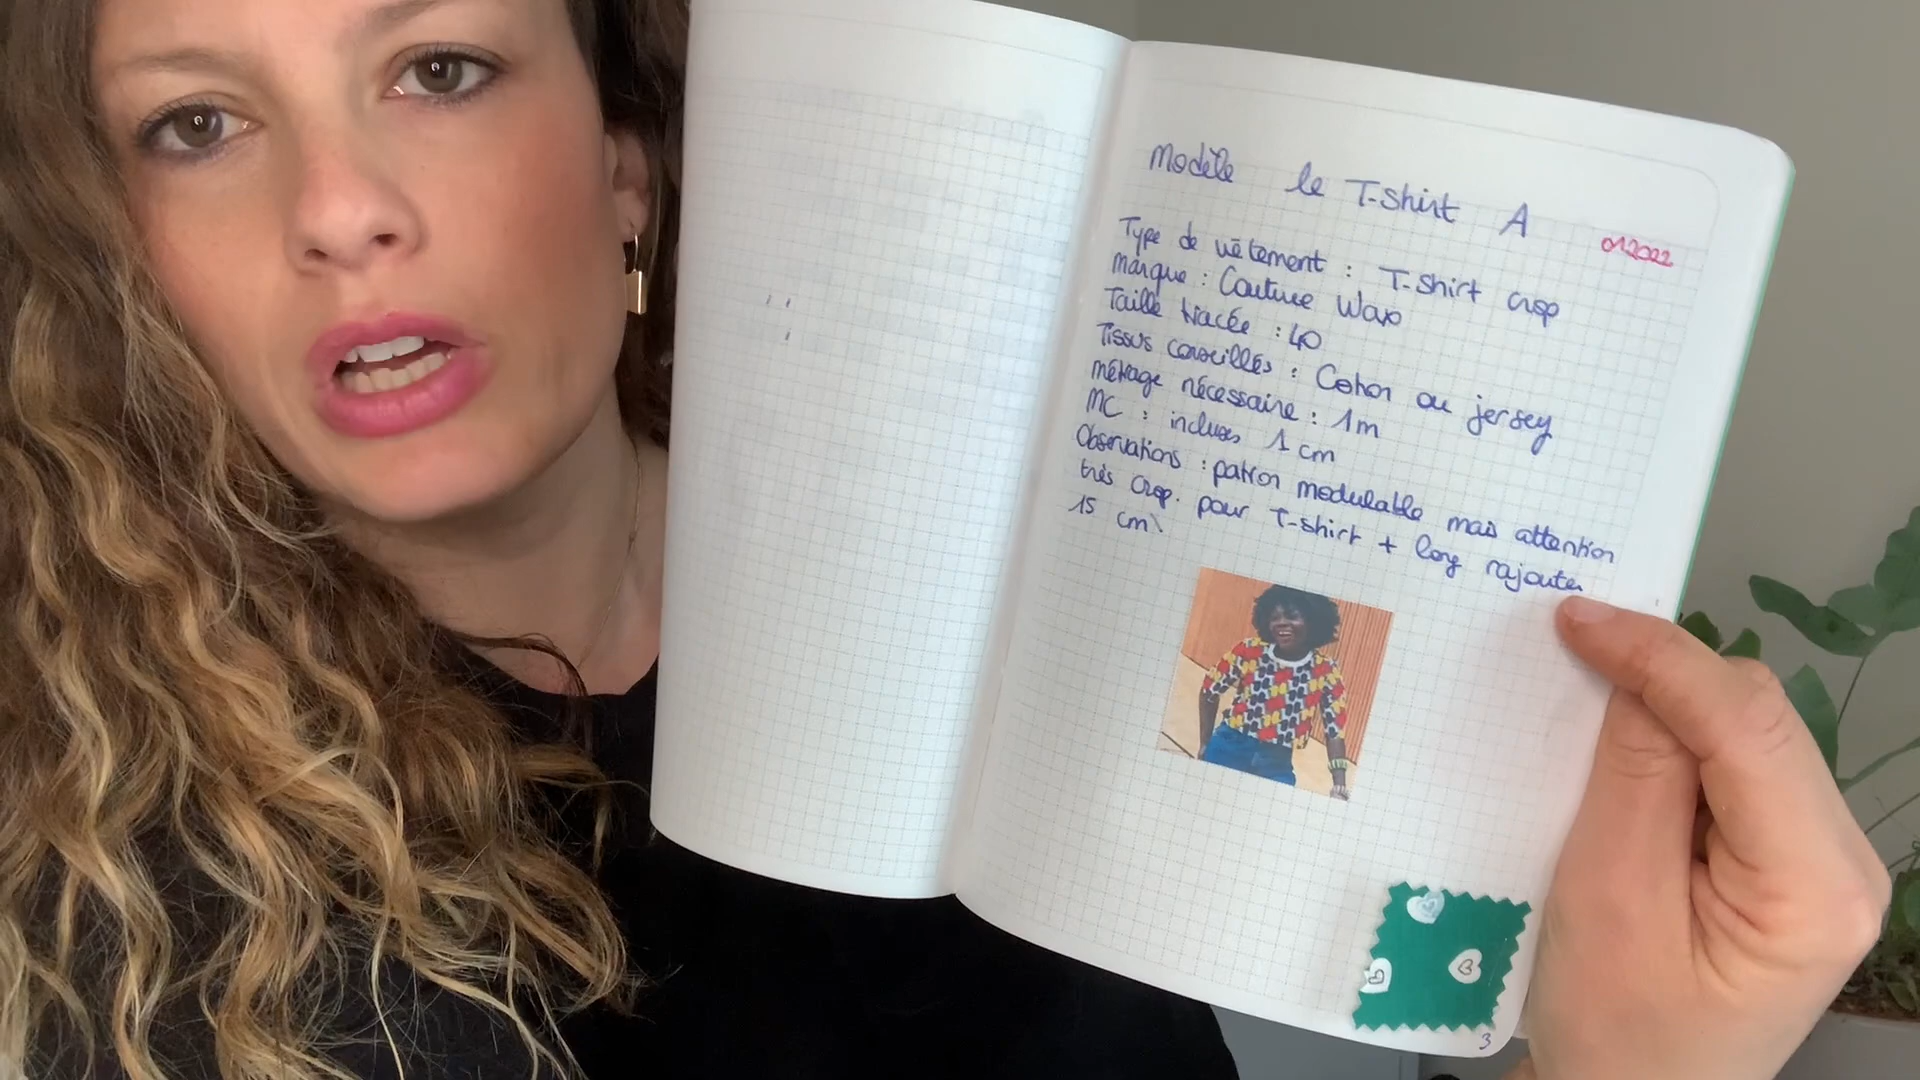 Modèle le T-shirt A
012022
Type de vêtement : T-shirt crop
Marque : Couture Wax
Taille tracée : 40
Tissus conseillés : Coton ou jersey
Métrage nécessaire : 1m
MC : incluses 1 cm
Observations : patron modulable mais attention
très crop. pour T-shirt + long rajouter
15 cm
3